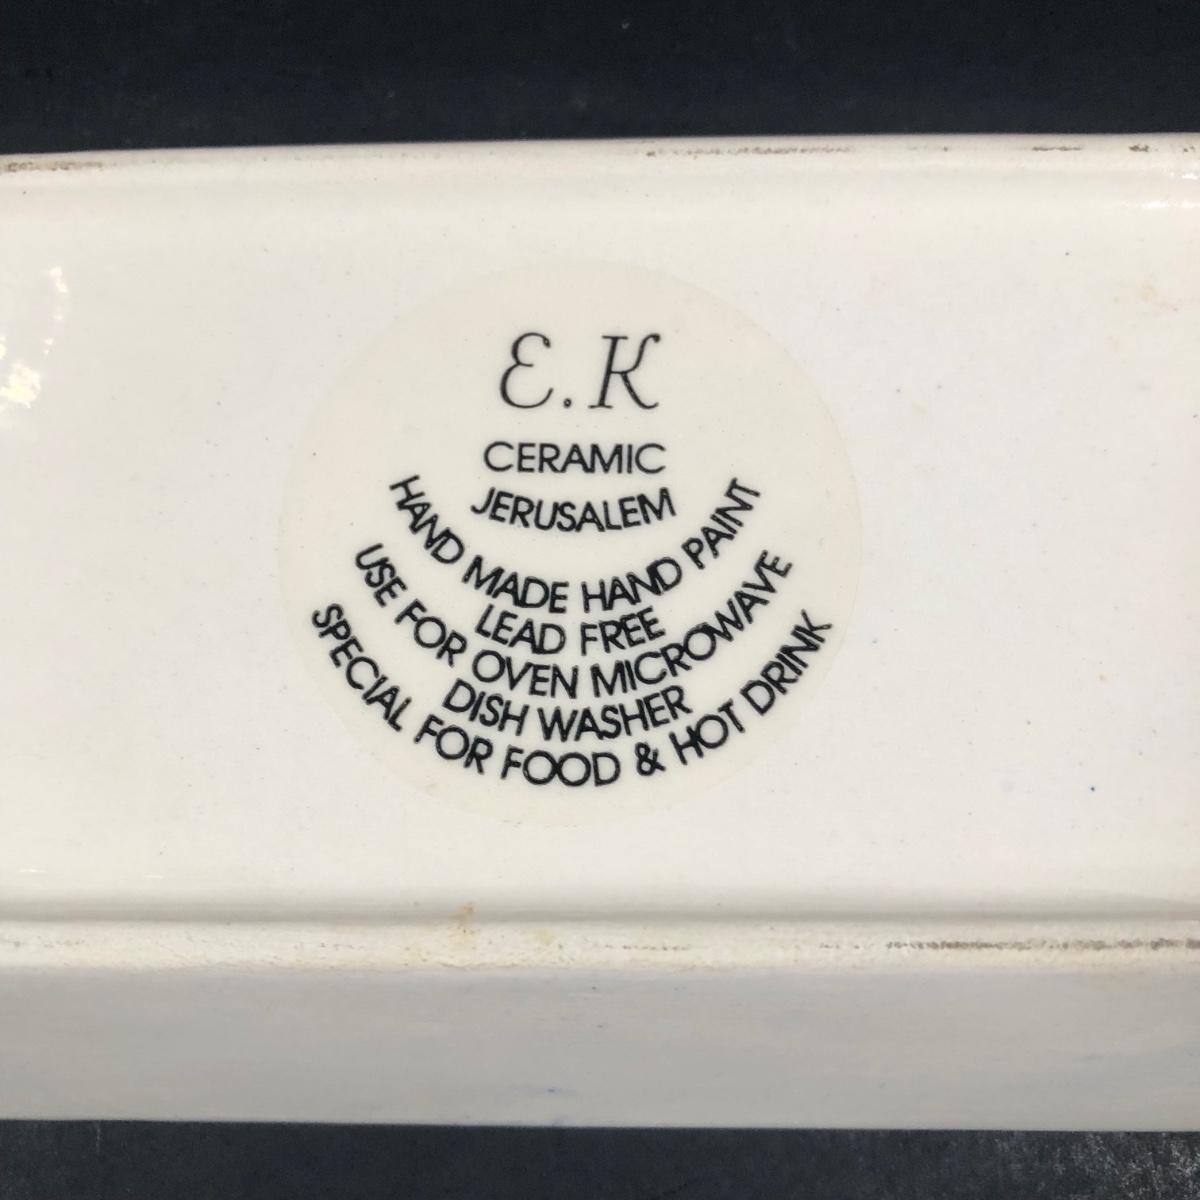 E.K
CERAMIC
JERUSALEM
HAND MADE HAND PAINT
LEAD FREE
USE FOR OVEN MICROWAVE
DISH WASHER
SPECIAL FOR FOOD & HOT DRINK